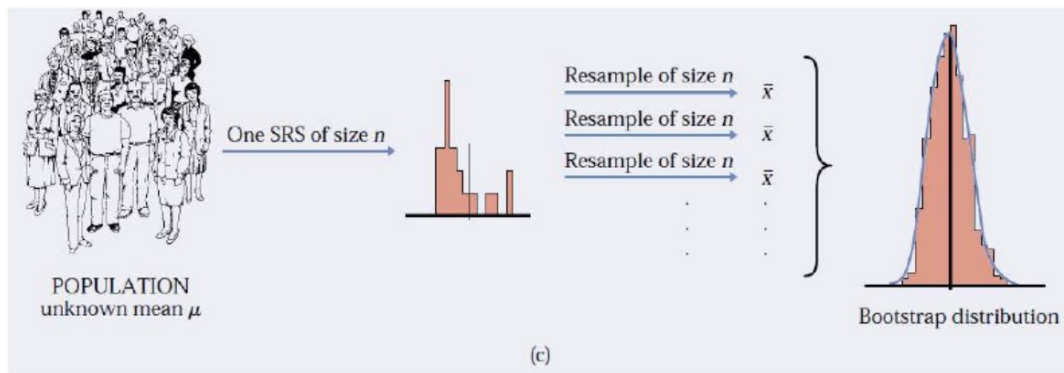 POPULATION
unknown mean μ
One SRS of size n
Resample of size n
x̄
Resample of size n
x̄
Resample of size n
x̄
Bootstrap distribution
(c)